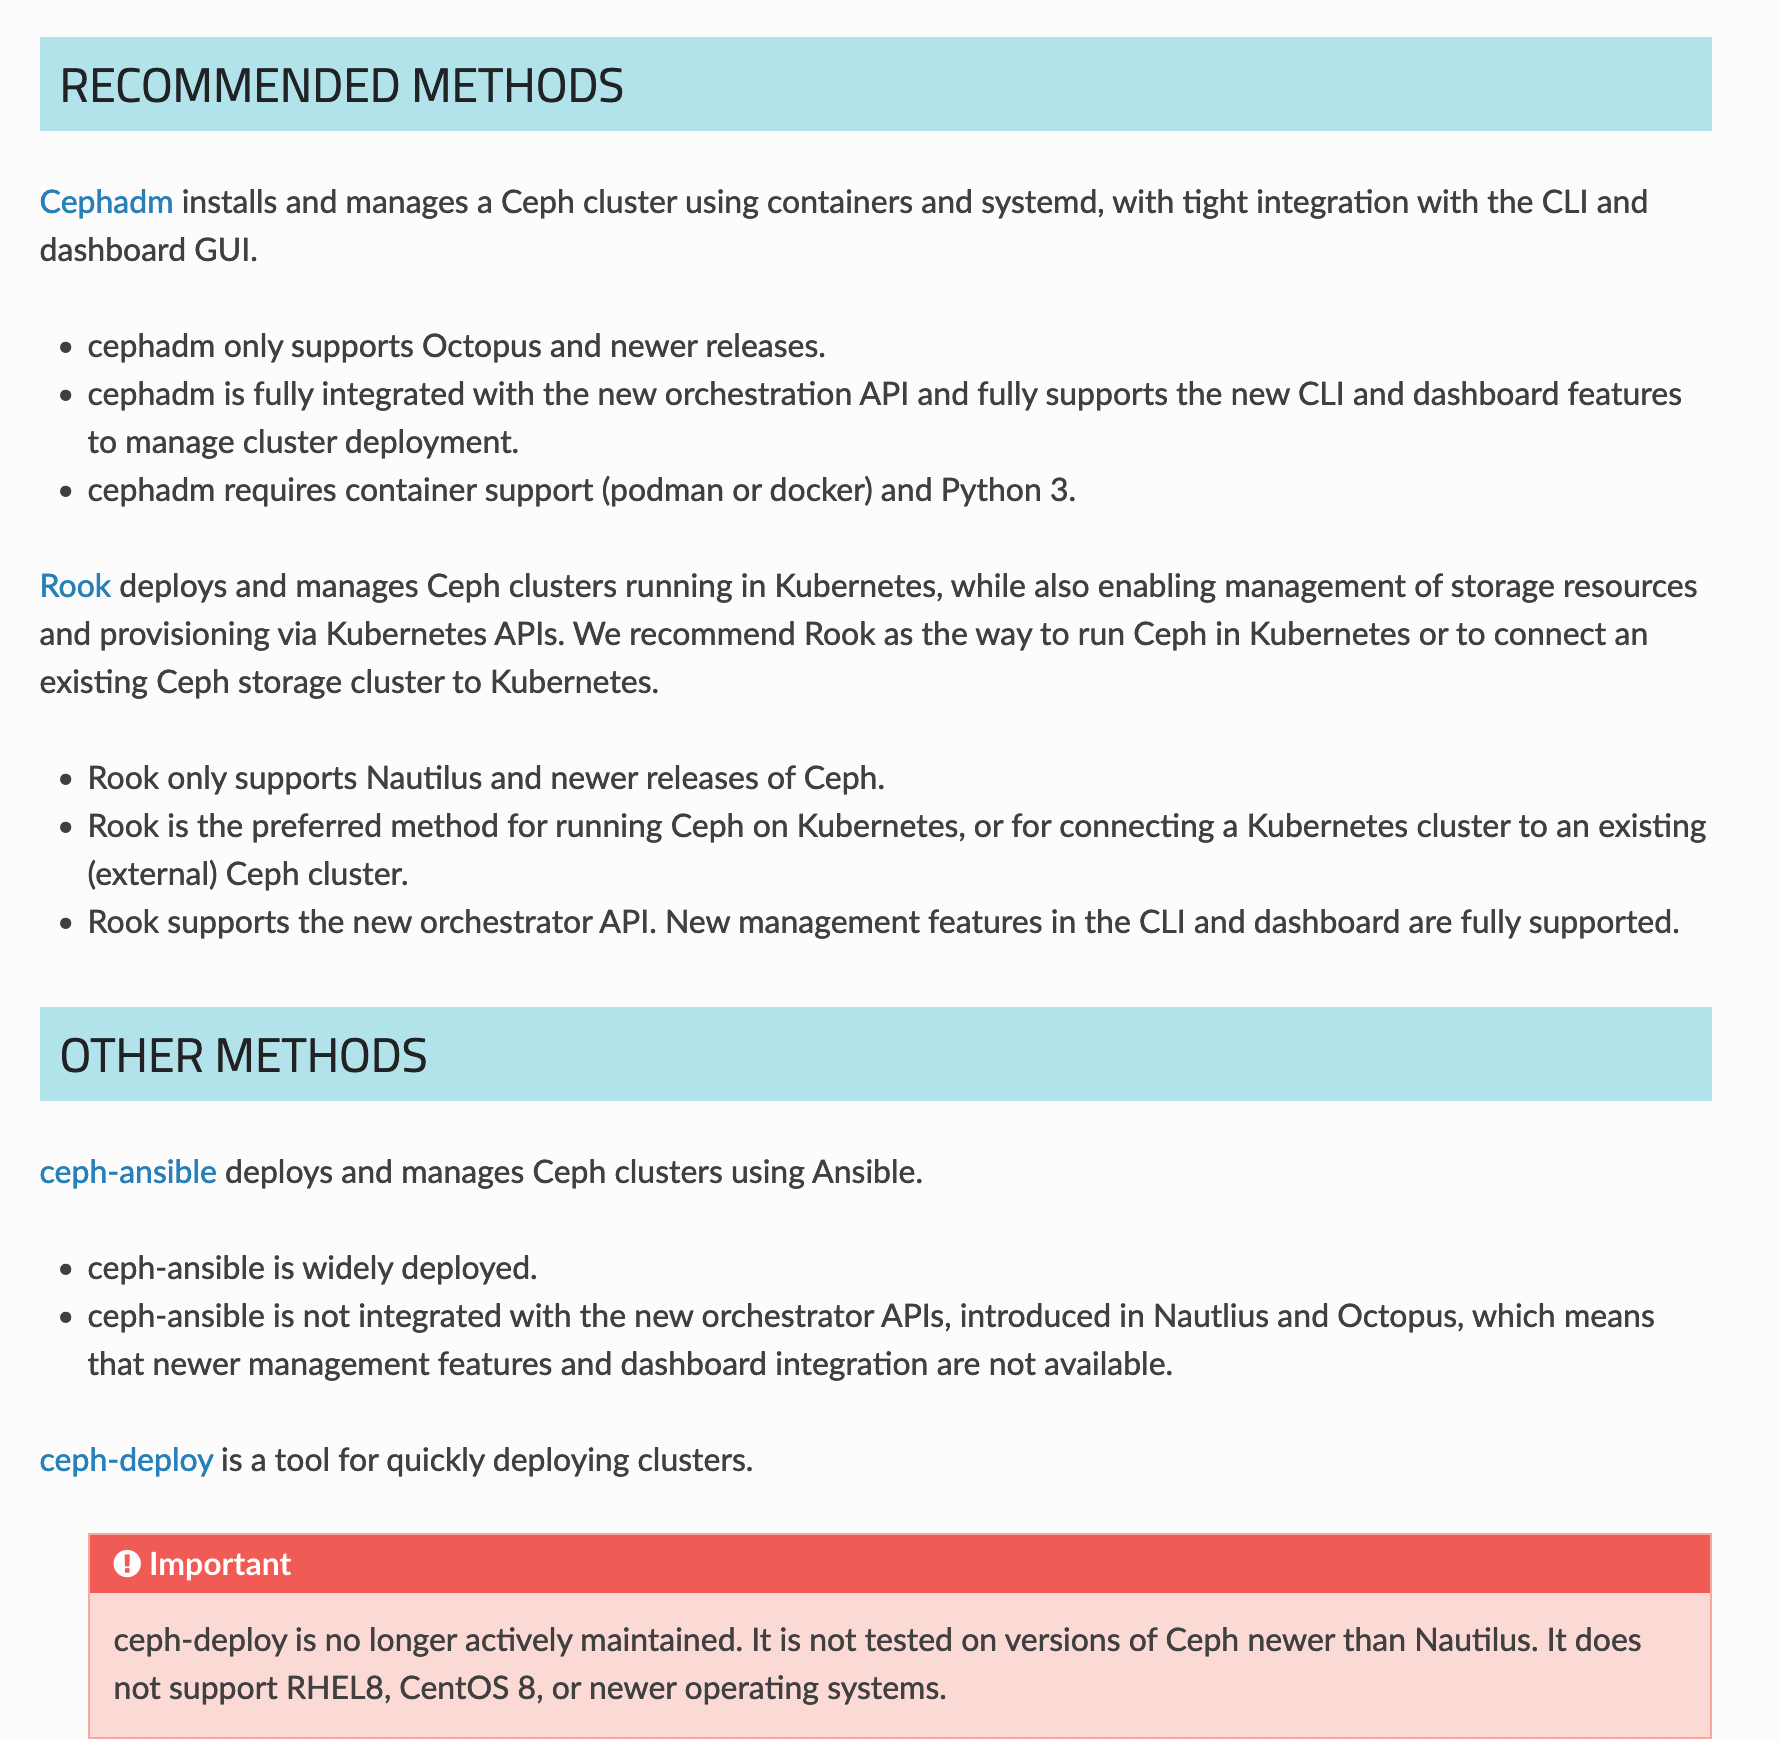 RECOMMENDED METHODS
Cephadm installs and manages a Ceph cluster using containers and systemd, with tight integration with the CLI and
dashboard GUI.
• cephadm only supports Octopus and newer releases.
• cephadm is fully integrated with the new orchestration API and fully supports the new CLI and dashboard features
to manage cluster deployment.
• cephadm requires container support (podman or docker) and Python 3.
Rook deploys and manages Ceph clusters running in Kubernetes, while also enabling management of storage resources
and provisioning via Kubernetes APIs. We recommend Rook as the way to run Ceph in Kubernetes or to connect an
existing Ceph storage cluster to Kubernetes.
• Rook only supports Nautilus and newer releases of Ceph.
• Rook is the preferred method for running Ceph on Kubernetes, or for connecting a Kubernetes cluster to an existing
(external) Ceph cluster.
• Rook supports the new orchestrator API. New management features in the CLI and dashboard are fully supported.
OTHER METHODS
ceph-ansible deploys and manages Ceph clusters using Ansible.
• ceph-ansible is widely deployed.
• ceph-ansible is not integrated with the new orchestrator APIs, introduced in Nautlius and Octopus, which means
that newer management features and dashboard integration are not available.
ceph-deploy is a tool for quickly deploying clusters.
Important
ceph-deploy is no longer actively maintained. It is not tested on versions of Ceph newer than Nautilus. It does
not support RHEL8, CentOS 8, or newer operating systems.